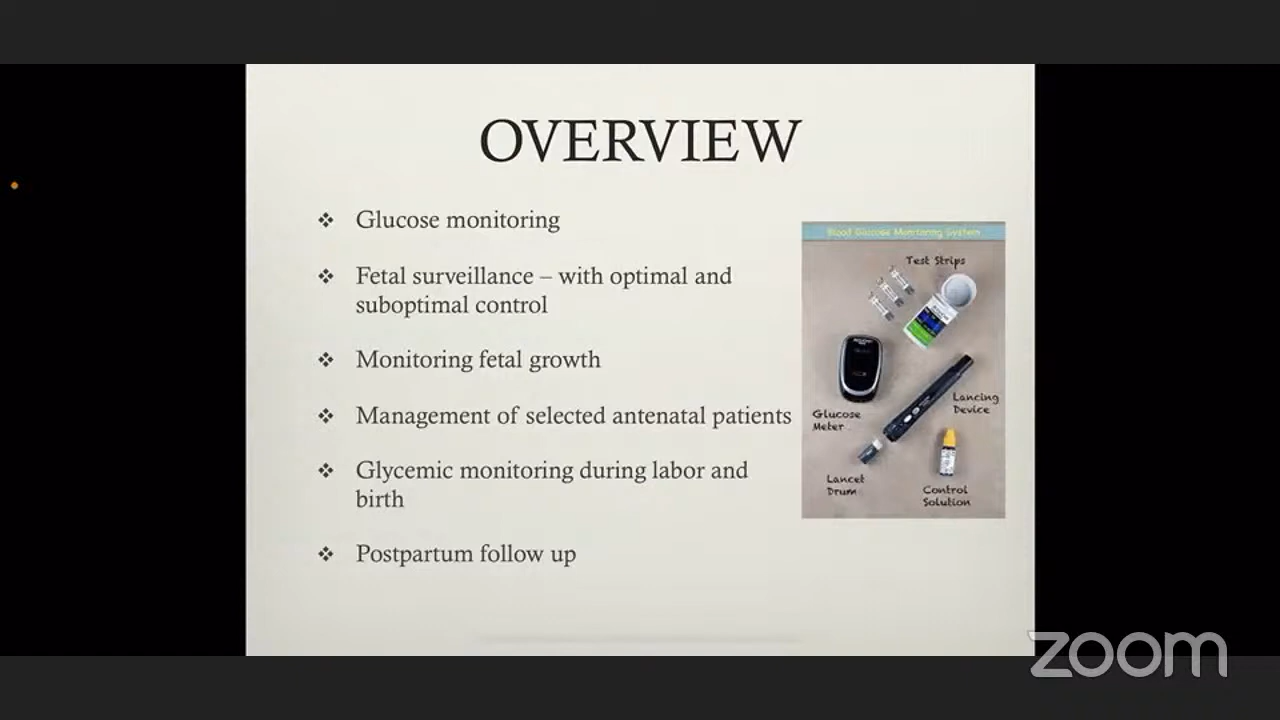 OVERVIEW
❖ Glucose monitoring
❖ Fetal surveillance – with optimal and
suboptimal control
❖ Monitoring fetal growth
❖ Management of selected antenatal patients
❖ Glycemic monitoring during labor and
birth
❖ Postpartum follow up
Blood Glucose Monitoring System
Test Strips
Lancing
Device
Glucose
Meter
Lancet
Drum
Control
Solution
zoom